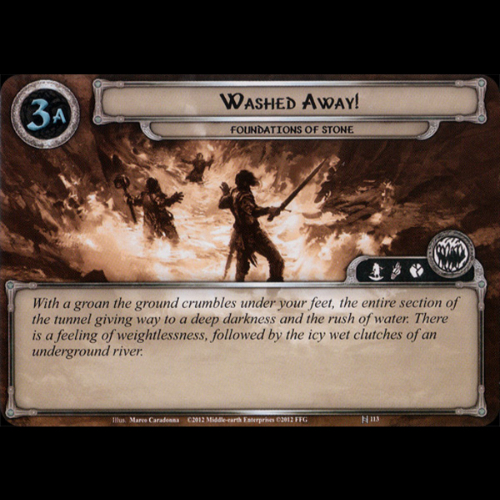 3A
WASHED AWAY!
FOUNDATIONS OF STONE
With a groan the ground crumbles under your feet, the entire section of
the tunnel giving way to a deep darkness and the rush of water. There
is a feeling of weightlessness, followed by the icy wet clutches of an
underground river.
Illus. Marco Caradonna ©2012 Middle-earth Enterprises ©2012 FFG 113